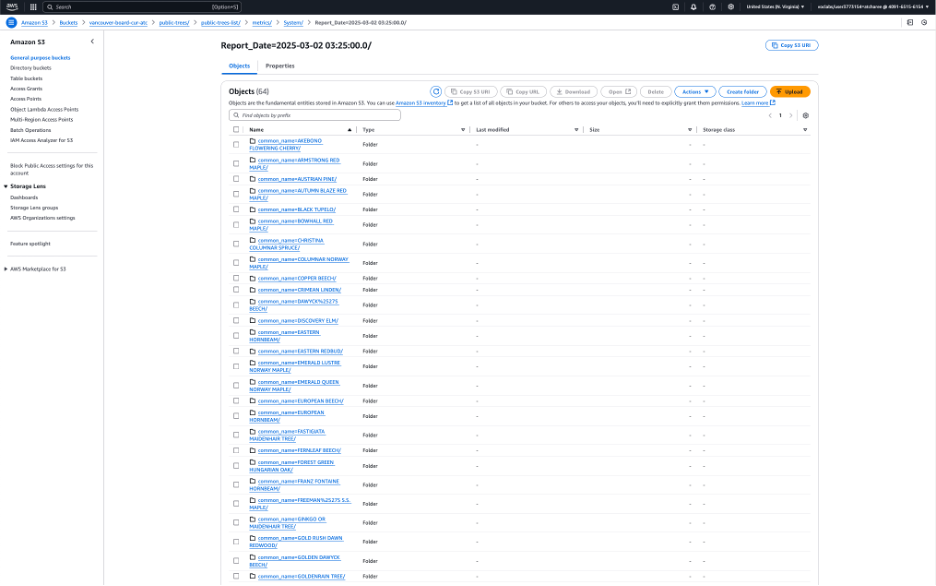 aws
Search
[Option+S]
United States (N. Virginia)
Amazon S3 > Buckets > vancouver-board-cur-atc > public-trees/ > public-trees-list/ > metrics/ > System/ > Report_Date=2025-03-02 03:25:00.0/
Amazon S3
General purpose buckets
Directory buckets
Table buckets
Access Grants
Access Points
Object Lambda Access Points
Multi-Region Access Points
Batch Operations
IAM Access Analyzer for S3
Block Public Access settings for this
account
Storage Lens
Dashboards
Storage Lens groups
AWS Organizations settings
Feature spotlight
AWS Marketplace for S3
Report_Date=2025-03-02 03:25:00.0/
Copy S3 URI
Objects
Properties
Objects (64)
Copy S3 URI
Copy URL
Download
Open
Delete
Actions
Create folder
Upload
Objects are the fundamental entities stored in Amazon S3. You can use Amazon S3 inventory to get a list of all objects in your bucket. For others to access your objects, you'll need to explicitly grant them permissions. Learn more
Find objects by prefix
1
Name Type Last modified Size Storage class
common_name=AKEBONO
FLOWERING CHERRY/ Folder - - -
common_name=ARMSTRONG RED
MAPLE/ Folder - - -
common_name=AUSTRIAN PINE/ Folder - - -
common_name=AUTUMN BLAZE RED
MAPLE/ Folder - - -
common_name=BLACK TUPELO/ Folder - - -
common_name=BOWHALL RED
MAPLE/ Folder - - -
common_name=CHRISTINA
COLUMNAR SPRUCE/ Folder - - -
common_name=COLUMNAR NORWAY
MAPLE/ Folder - - -
common_name=COPPER BEECH/ Folder - - -
common_name=CRIMEAN LINDEN/ Folder - - -
common_name=DAWYCK%25275
BEECH/ Folder - - -
common_name=DISCOVERY ELM/ Folder - - -
common_name=EASTERN
HORNBEAM/ Folder - - -
common_name=EASTERN REDBUD/ Folder - - -
common_name=EMERALD LUSTRE
NORWAY MAPLE/ Folder - - -
common_name=EMERALD QUEEN
NORWAY MAPLE/ Folder - - -
common_name=EUROPEAN BEECH/ Folder - - -
common_name=EUROPEAN
HORNBEAM/ Folder - - -
common_name=FASTIGIATA
MAIDENHAIR TREE/ Folder - - -
common_name=FERNLEAF BEECH/ Folder - - -
common_name=FOREST GREEN
HUNGARIAN OAK/ Folder - - -
common_name=FRANZ FONTAINE
HORNBEAM/ Folder - - -
common_name=FREEMAN%25275 S.S.
MAPLE/ Folder - - -
common_name=GINKGO OR
MAIDENHAIR TREE/ Folder - - -
common_name=GOLD RUSH DAWN
REDWOOD/ Folder - - -
common_name=GOLDEN DAWYCK
BEECH/ Folder - - -
common_name=GOLDENRAIN TREE/ Folder - - -